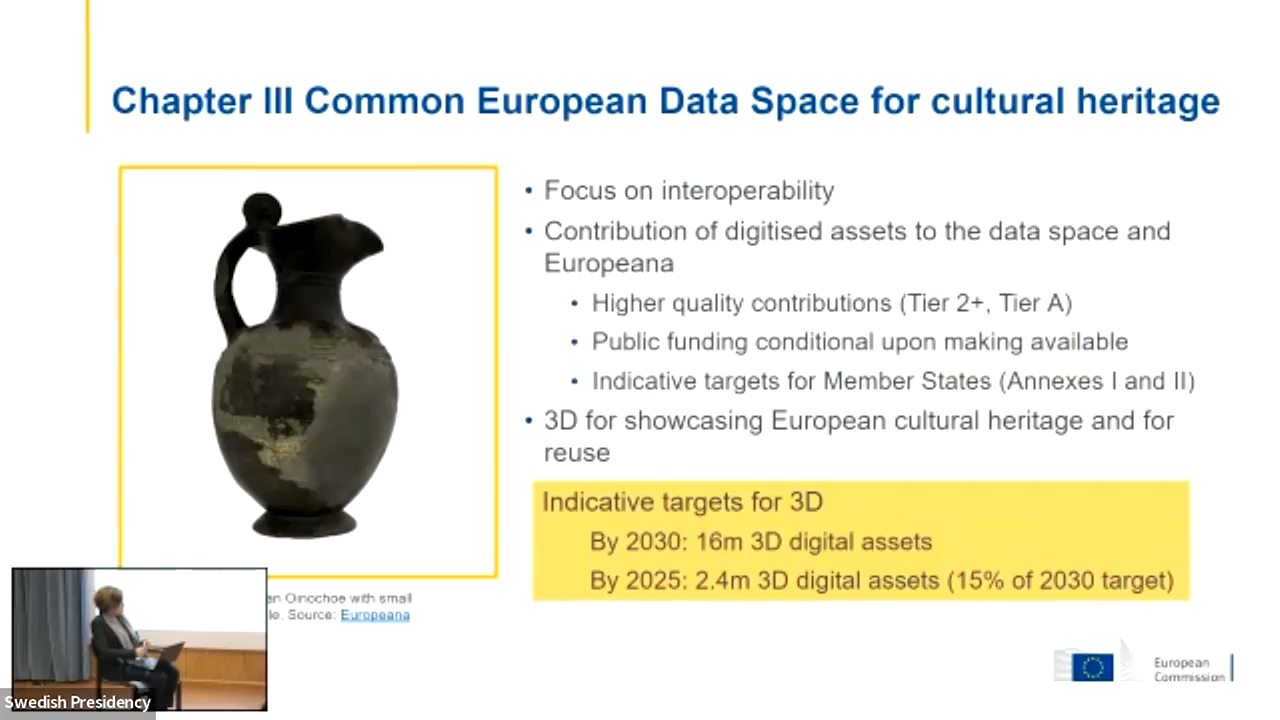 Chapter III Common European Data Space for cultural heritage
• Focus on interoperability
• Contribution of digitised assets to the data space and
Europeana
• Higher quality contributions (Tier 2+, Tier A)
• Public funding conditional upon making available
• Indicative targets for Member States (Annexes I and II)
• 3D for showcasing European cultural heritage and for
reuse
Indicative targets for 3D
By 2030: 16m 3D digital assets
By 2025: 2.4m 3D digital assets (15% of 2030 target)
an Oinochoe with small
le, Source: Europeana
European
Commission
Swedish Presidency